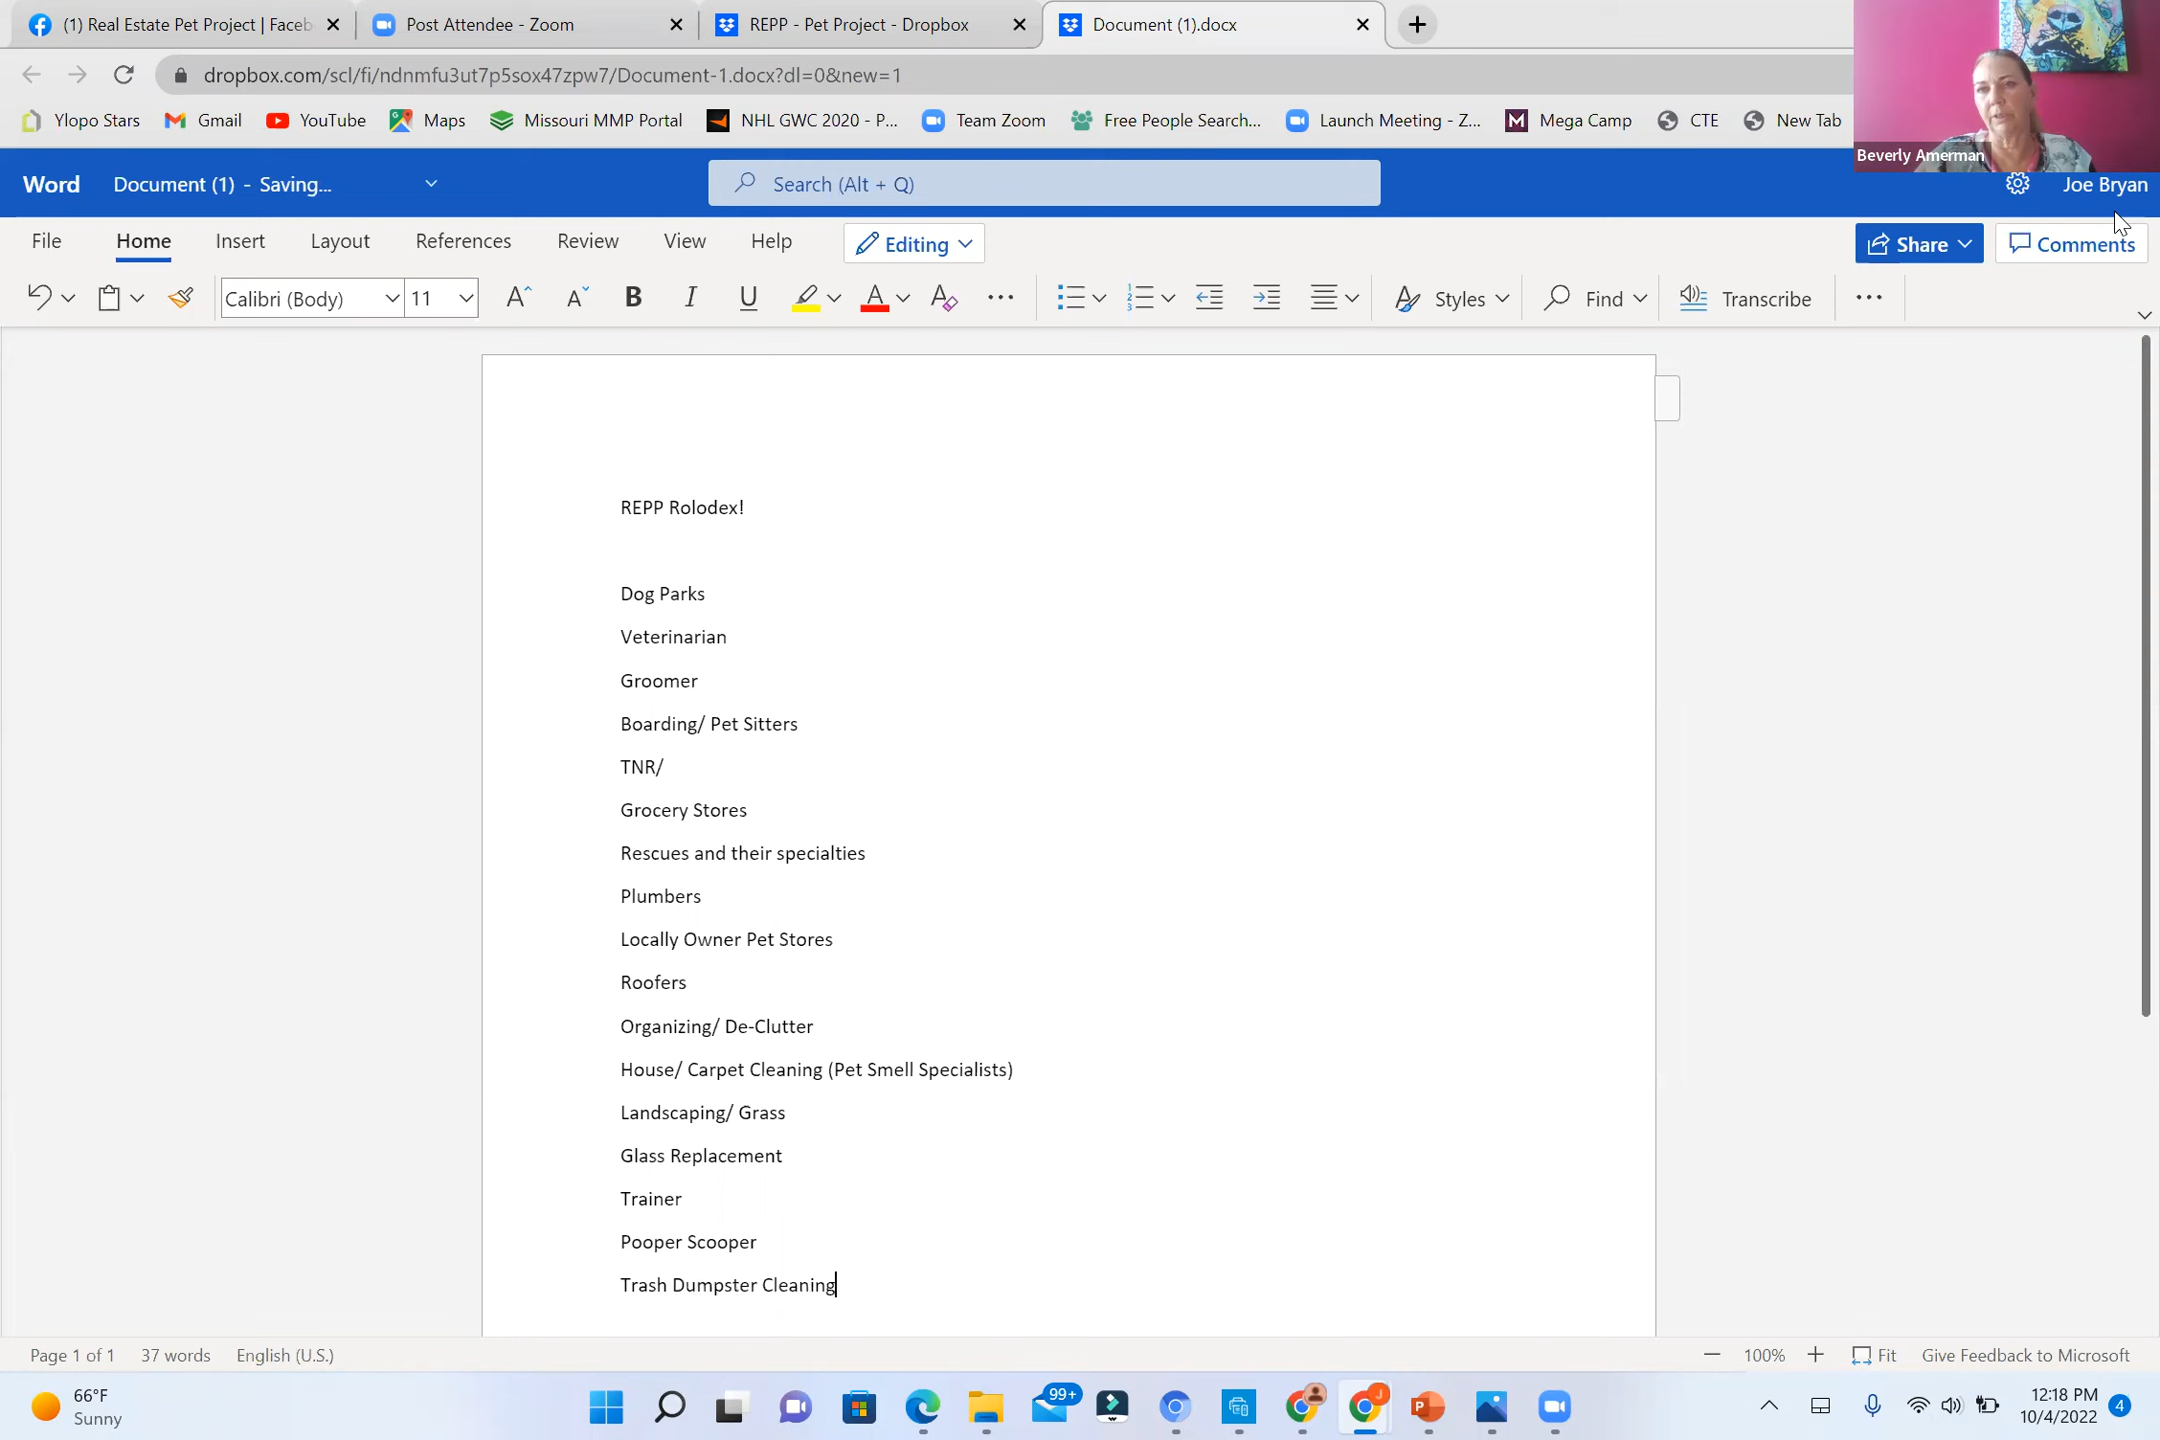 (1) Real Estate Pet Project | Faceb
Post Attendee - Zoom
REPP - Pet Project - Dropbox
Document (1).docx
dropbox.com/scl/fi/ndnmfu3ut7p5sox47zpw7/Document-1.docx?dl=0&new=1
Ylopo Stars
Gmail
YouTube
Maps
Missouri MMP Portal
NHL GWC 2020 - P...
Team Zoom
Free People Search...
Launch Meeting - Z...
Mega Camp
CTE
New Tab
Beverly Amerman
Word
Document (1) - Saving...
Search (Alt + Q)
Joe Bryan
File
Home
Insert
Layout
References
Review
View
Help
Editing
Share
Comments
Calibri (Body)
11
Styles
Find
Transcribe
REPP Rolodex!
Dog Parks
Veterinarian
Groomer
Boarding/ Pet Sitters
TNR/
Grocery Stores
Rescues and their specialties
Plumbers
Locally Owner Pet Stores
Roofers
Organizing/ De-Clutter
House/ Carpet Cleaning (Pet Smell Specialists)
Landscaping/ Grass
Glass Replacement
Trainer
Pooper Scooper
Trash Dumpster Cleaning
Page 1 of 1
37 words
English (U.S.)
100%
Fit
Give Feedback to Microsoft
66°F
Sunny
99+
J
12:18 PM
10/4/2022
4